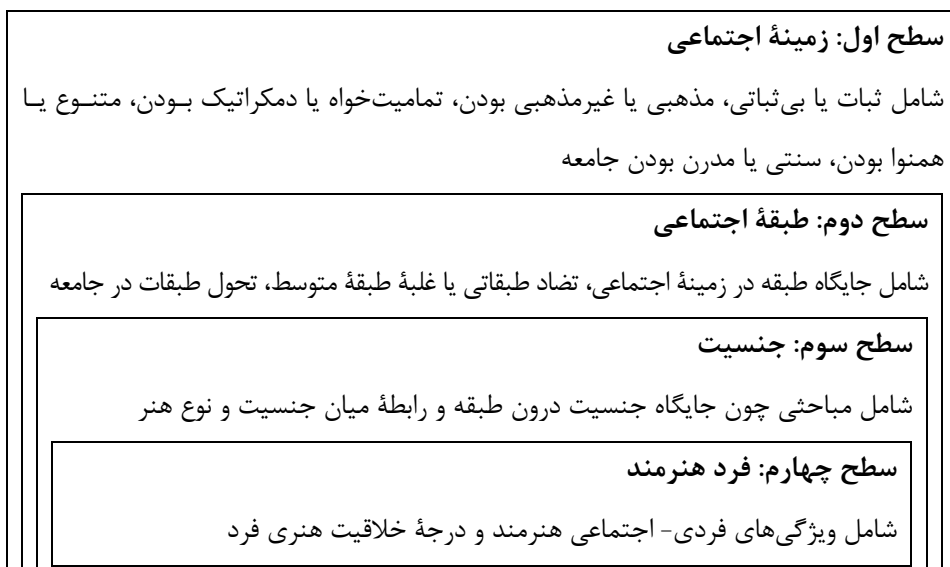 سطح اول: زمینهٔ اجتماعی
شامل ثبات یا بی‌ثباتی، مذهبی یا غیرمذهبی بودن، تمامیت‌خواه یا دمکراتیک بـودن، متنـوع یـا
همنوا بودن، سنتی یا مدرن بودن جامعه
سطح دوم: طبقهٔ اجتماعی
شامل جایگاه طبقه در زمینهٔ اجتماعی، تضاد طبقاتی یا غلبهٔ طبقهٔ متوسط، تحول طبقات در جامعه
سطح سوم: جنسیت
شامل مباحثی چون جایگاه جنسیت درون طبقه و رابطهٔ میان جنسیت و نوع هنر
سطح چهارم: فرد هنرمند
شامل ویژگی‌های فردی- اجتماعی هنرمند و درجهٔ خلاقیت هنری فرد